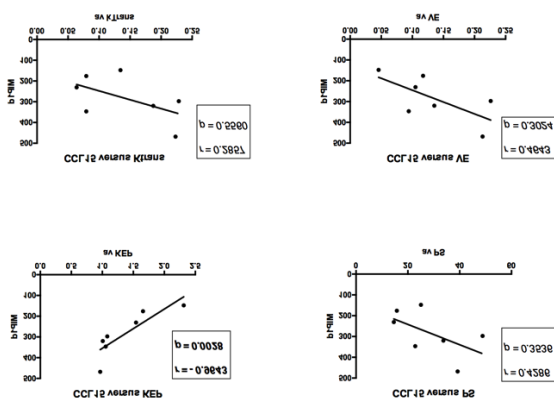 CCL15 versus KEP
500
400
300
200
100
0
r = - 0.9643
p = 0.0028
0.0 0.5 1.0 1.5 2.0 2.5
av KEP
CCL15 versus PS
500
400
300
200
100
0
r = 0.4286
p = 0.3536
0 20 40 60
av PS
CCL15 versus Ktrans
500
400
300
200
100
0
r = 0.2857
p = 0.5560
0.00 0.05 0.10 0.15 0.20 0.25
av KTrans
CCL15 versus VE
500
400
300
200
100
0
r = 0.4643
p = 0.3024
0.00 0.05 0.10 0.15 0.20 0.25
av VE